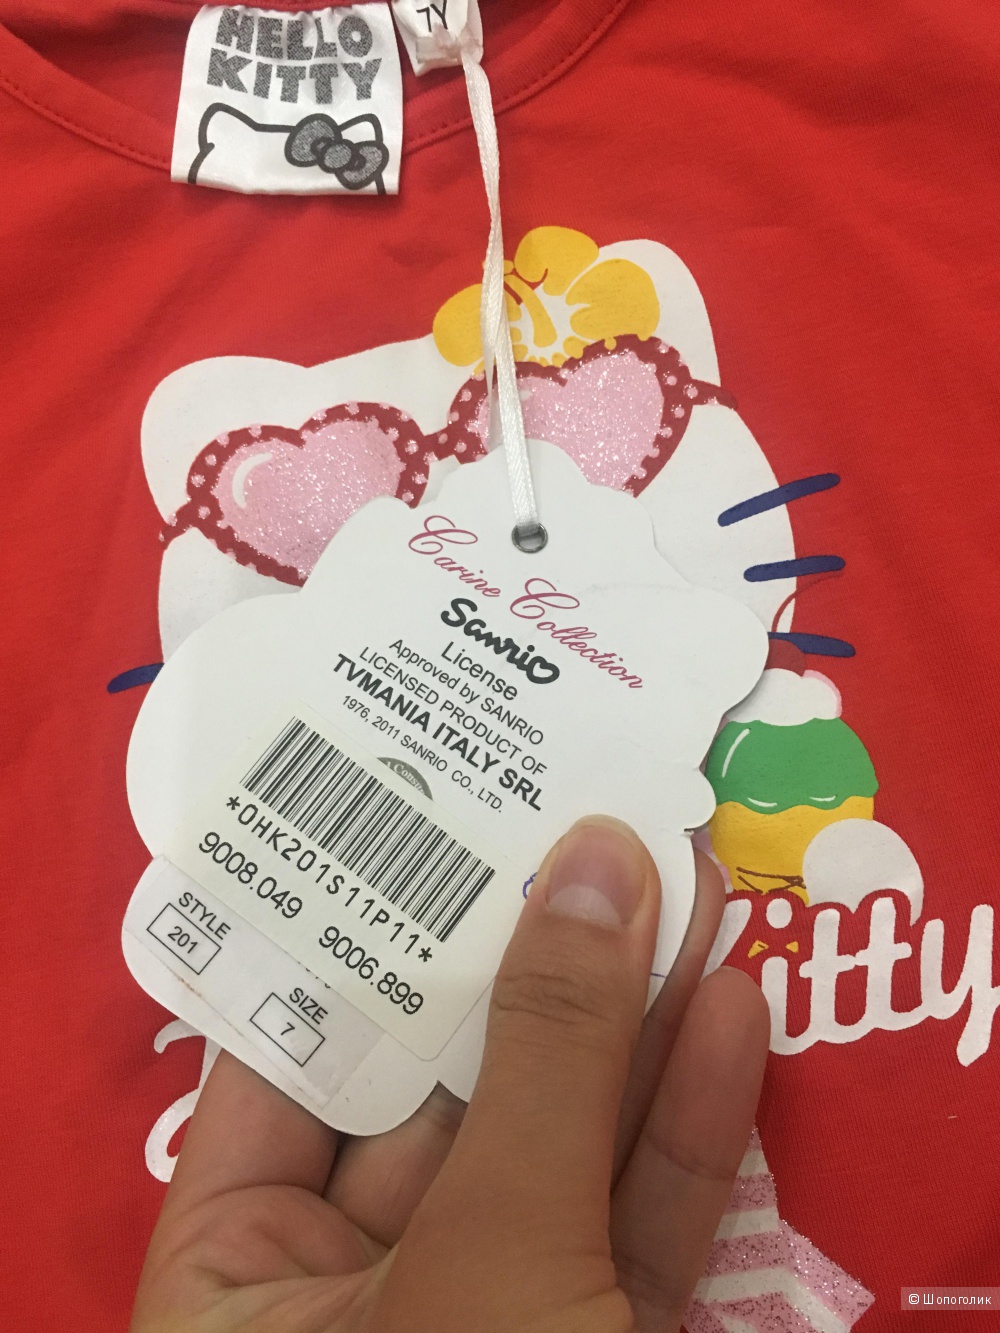 HELLO
KITTY
7Y
Carine Collection
Sanrio
License
Approved by SANRIO
LICENSED PRODUCT OF
TVMANIA ITALY SRL
1976, 2011 SANRIO CO., LTD.
*0HK201S11P11*
9008.049 9006.899
STYLE
201
SIZE
7
itty
© Шопоголик